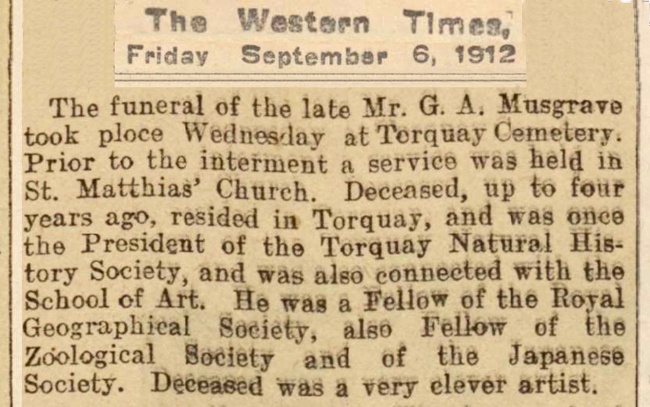 The Western Times,
Friday September 6, 1912
The funeral of the late Mr. G. A. Musgrave
took ploce Wednesday at Torquay Cemetery.
Prior to the interment a service was held in
St. Matthias' Church. Deceased, up to four
years ago, resided in Torquay, and was once
the President of the Torquay Natural His-
tory Society, and was also connected with the
School of Art. He was a Fellow of the Royal
Geographical Society, also Fellow of the
Zoological Society and of the Japanese
Society. Deceased was a very clever artist.